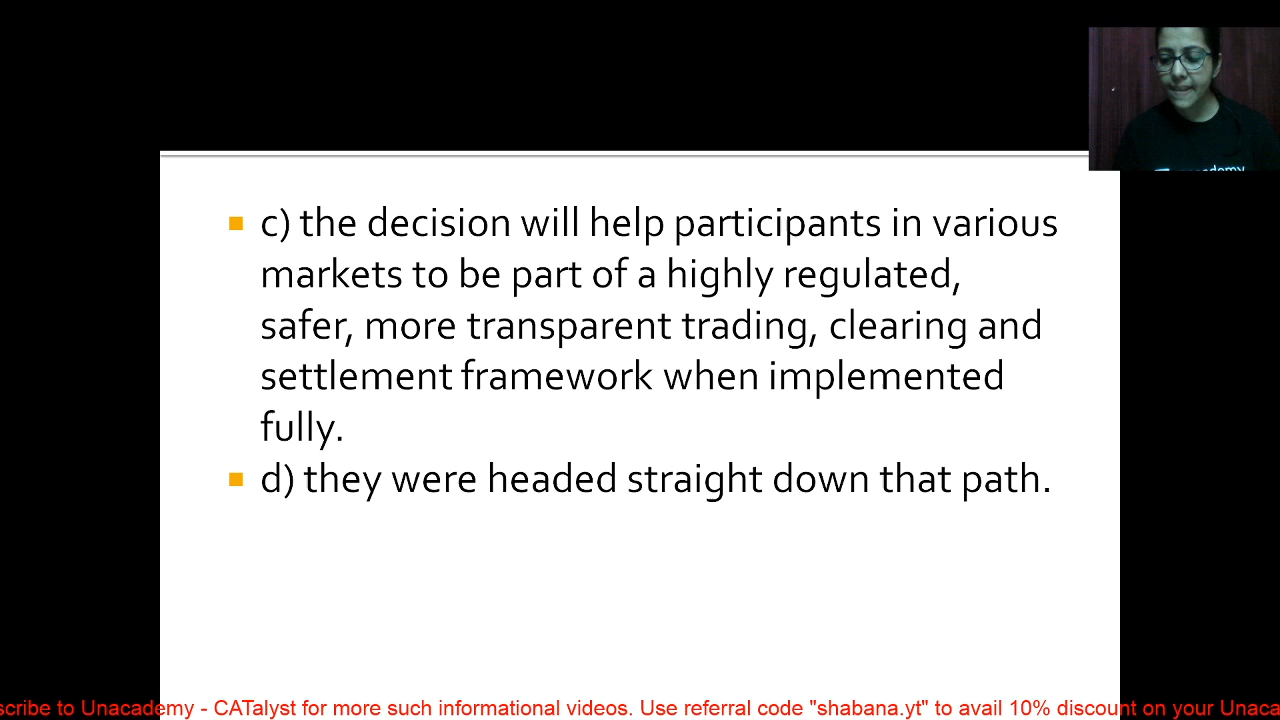 c) the decision will help participants in various
markets to be part of a highly regulated,
safer, more transparent trading, clearing and
settlement framework when implemented
fully.
d) they were headed straight down that path.
scribe to Unacademy - CATalyst for more such informational videos. Use referral code "shabana.yt" to avail 10% discount on your Unaca